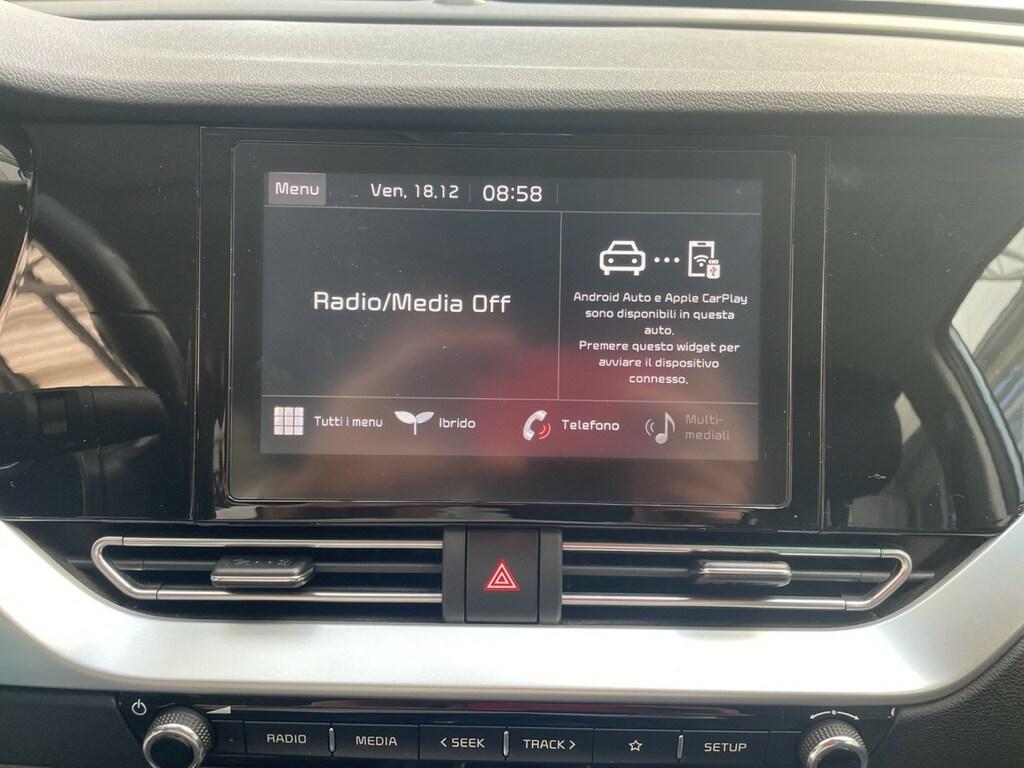 Menu
Ven, 18.12
08:58
Radio/Media Off
Android Auto e Apple CarPlay
sono disponibili in questa
auto.
Premere questo widget per
avviare il dispositivo
connesso.
Tutti i menu
Ibrido
Telefono
Multi-
mediali
RADIO
MEDIA
< SEEK
TRACK >
SETUP